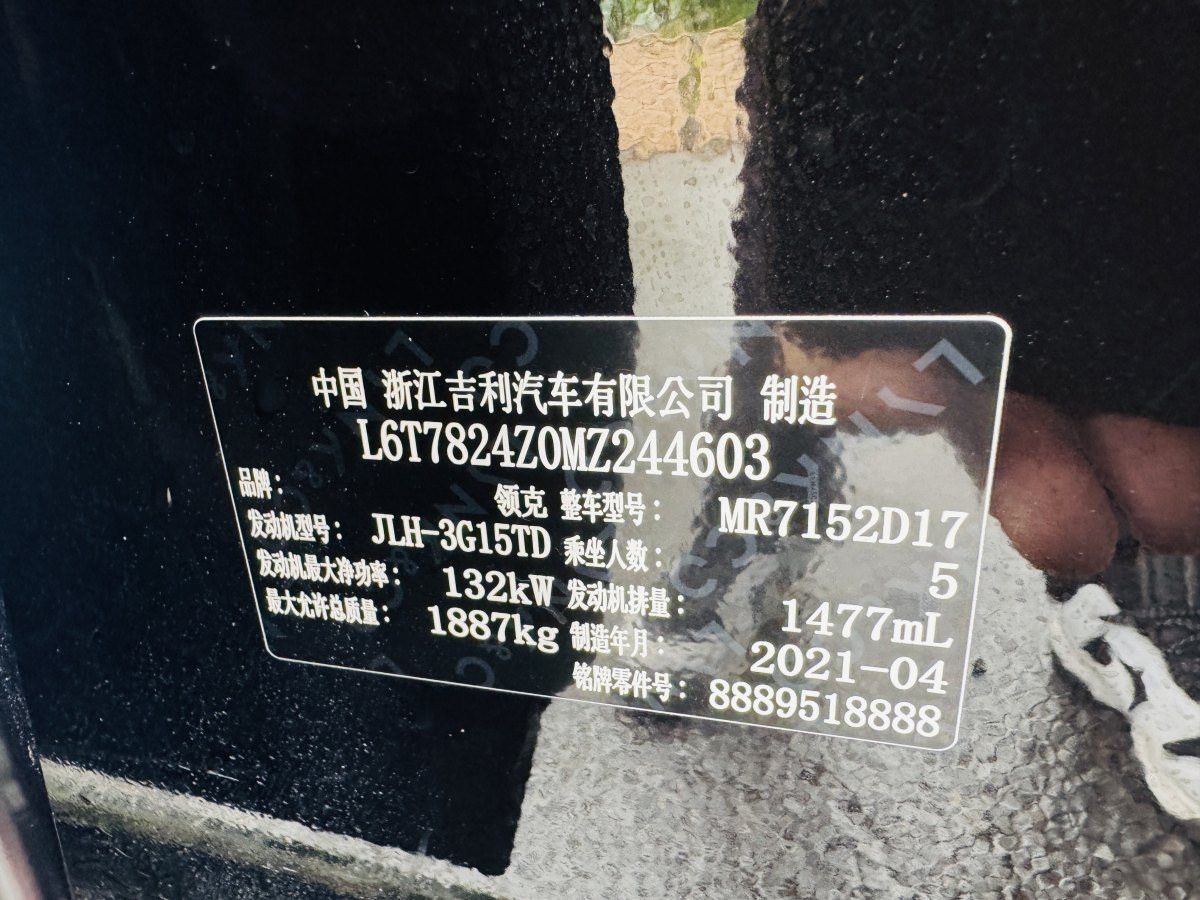 中国 浙江吉利汽车有限公司 制造
L6T7824Z0MZ244603
品牌： 领克 整车型号： MR7152D17
发动机型号： JLH-3G15TD 乘坐人数： 5
发动机最大净功率： 132kW 发动机排量： 1477mL
最大允许总质量： 1887kg 制造年月： 2021-04
铭牌零件号： 8889518888